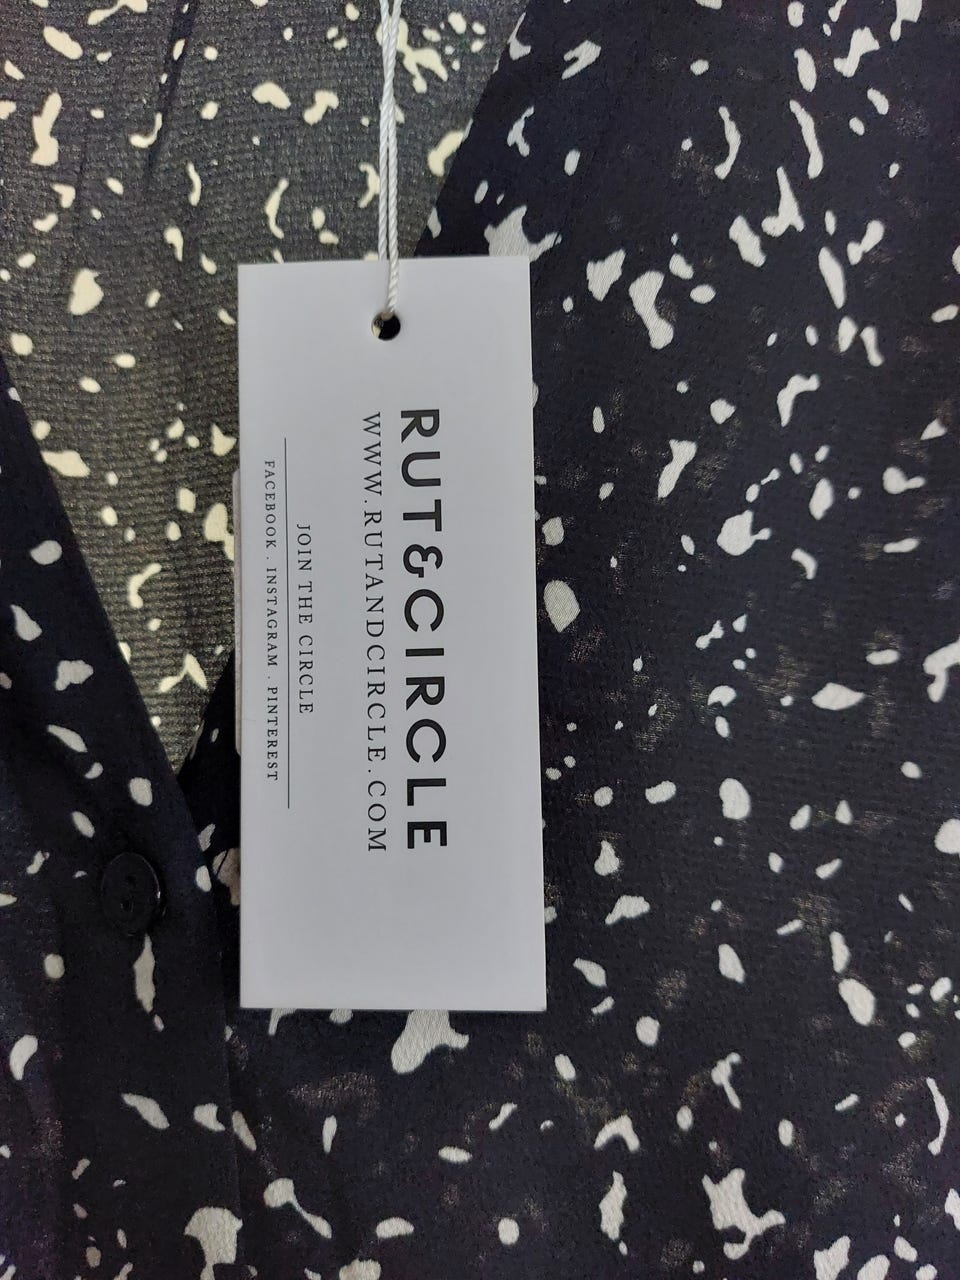 RUT&CIRCLE
WWW.RUTANDCIRCLE.COM
JOIN THE CIRCLE
FACEBOOK . INSTAGRAM . PINTEREST